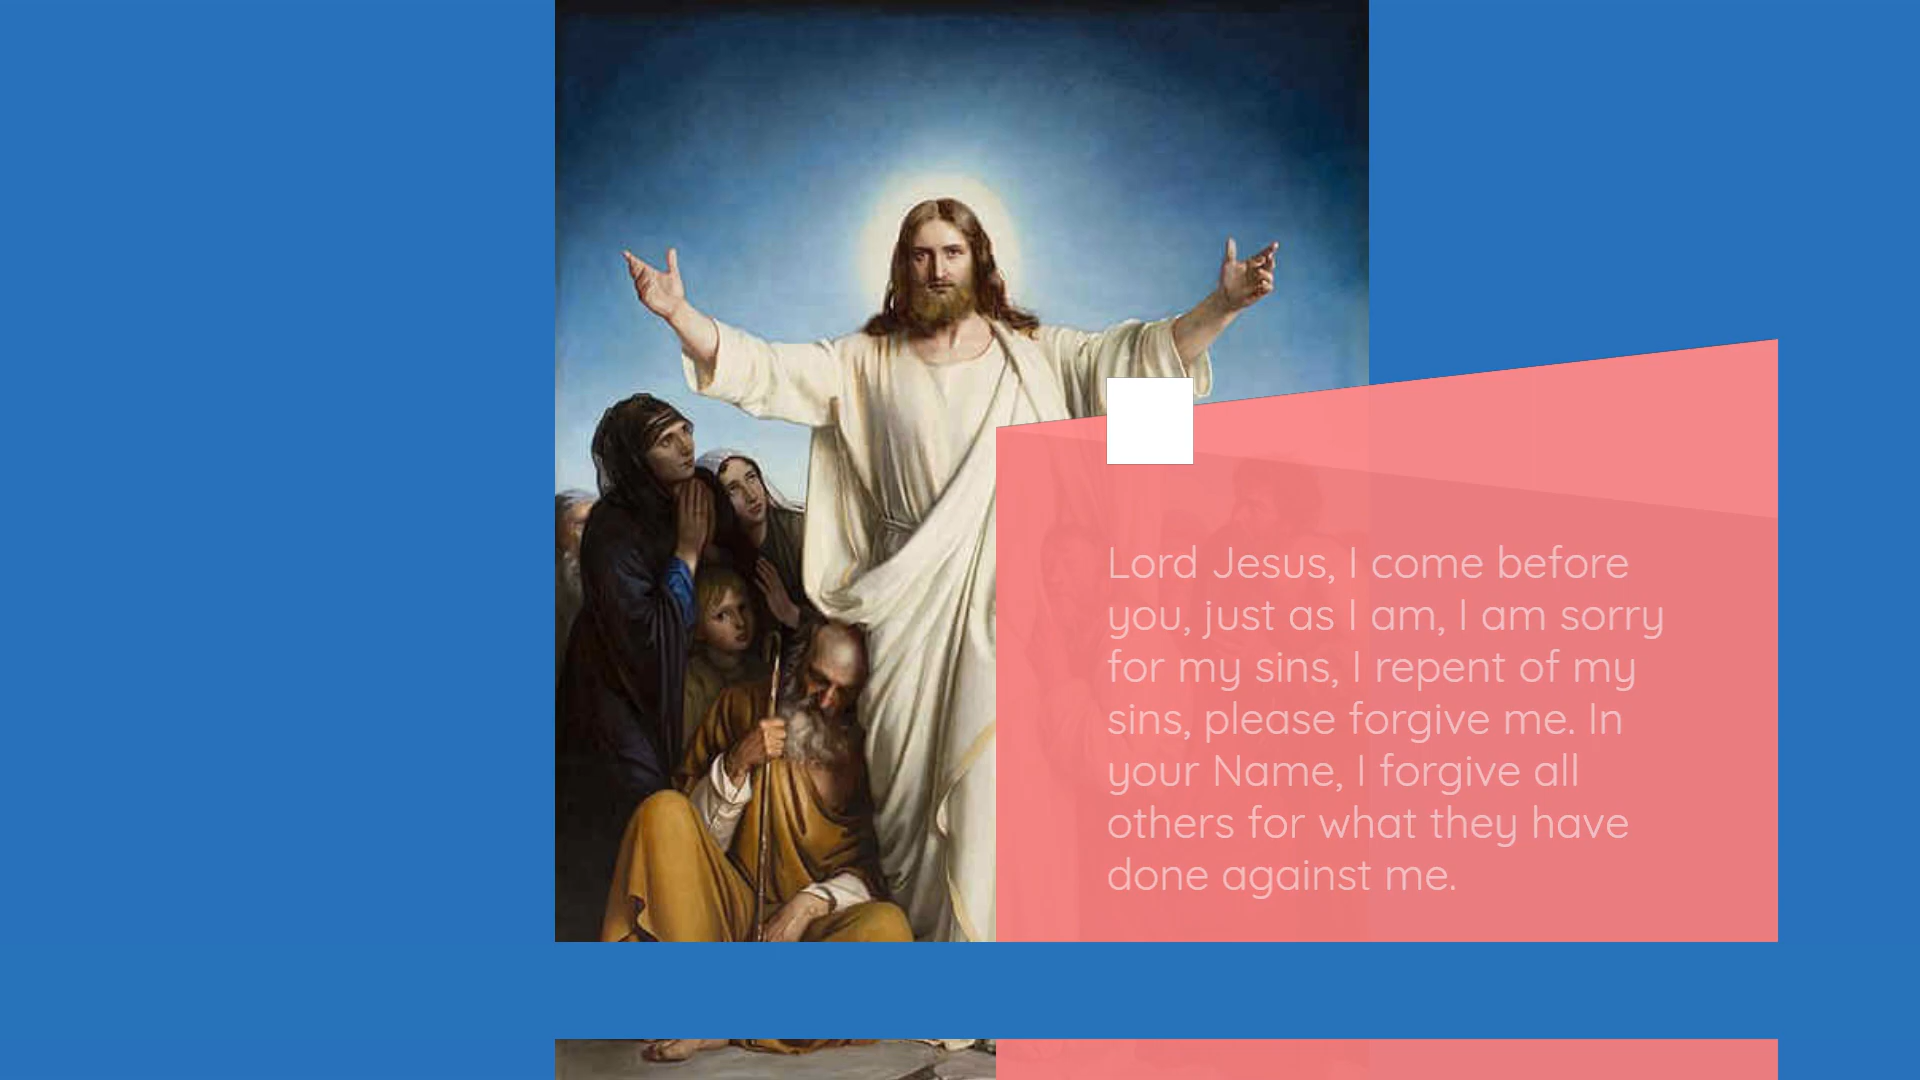 Lord Jesus, I come before
you, just as I am, I am sorry
for my sins, I repent of my
sins, please forgive me. In
your Name, I forgive all
others for what they have
done against me.